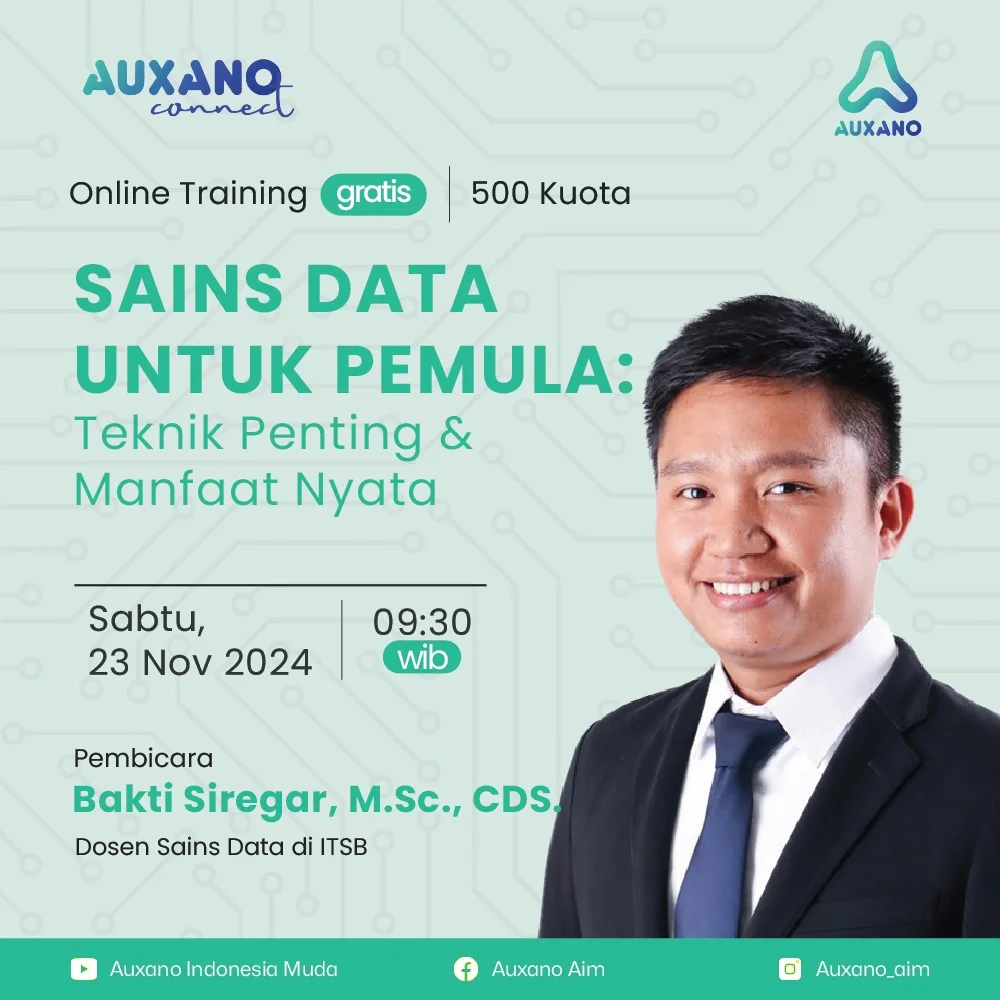 AUXANO
connect
AUXANO
Online Training gratis 500 Kuota
SAINS DATA
UNTUK PEMULA:
Teknik Penting &
Manfaat Nyata
Sabtu,
23 Nov 2024
09:30
wib
Pembicara
Bakti Siregar, M.Sc., CDS.
Dosen Sains Data di ITSB
Auxano Indonesia Muda
Auxano Aim
Auxano_aim